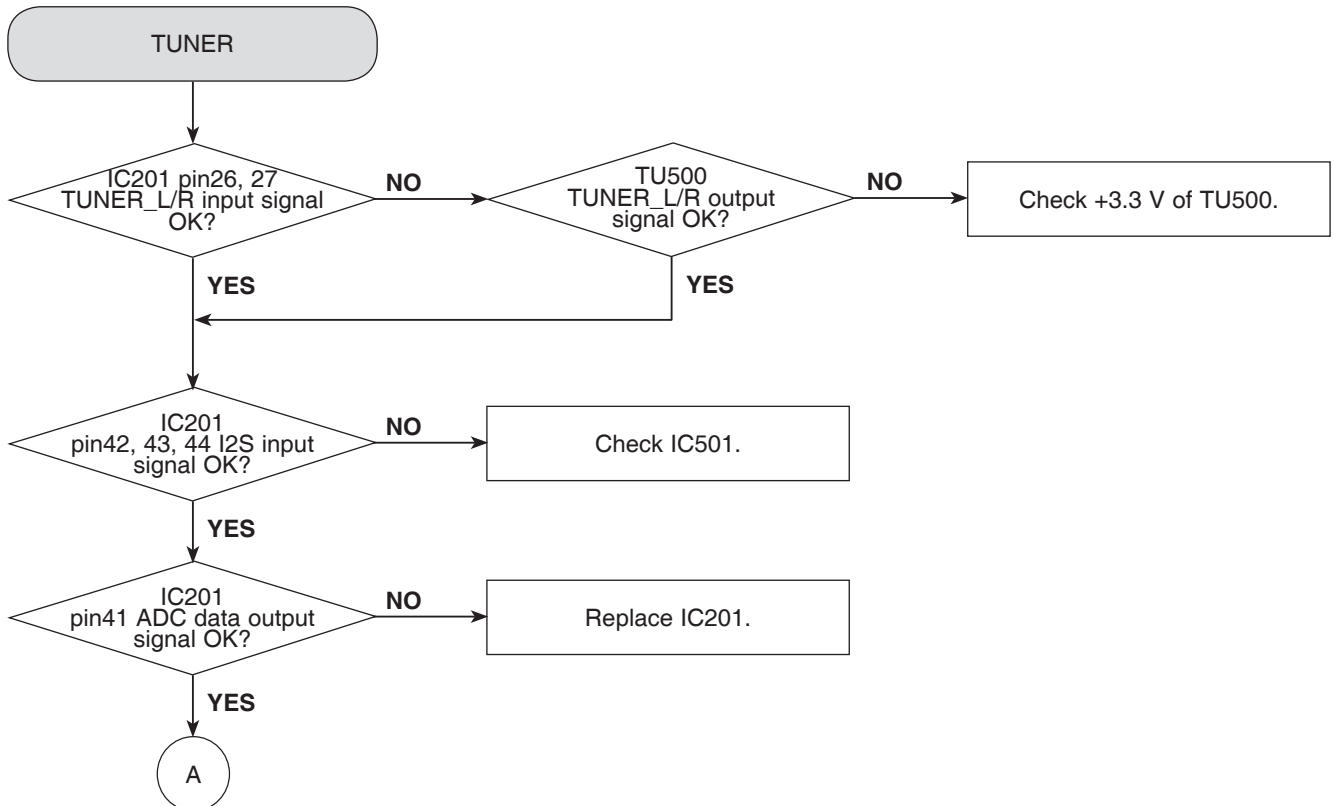 TUNER
IC201 pin26, 27
TUNER_L/R input signal
OK?
NO
TU500
TUNER_L/R output
signal OK?
NO
Check +3.3 V of TU500.
YES
YES
IC201
pin42, 43, 44 I2S input
signal OK?
NO
Check IC501.
YES
IC201
pin41 ADC data output
signal OK?
NO
Replace IC201.
YES
A